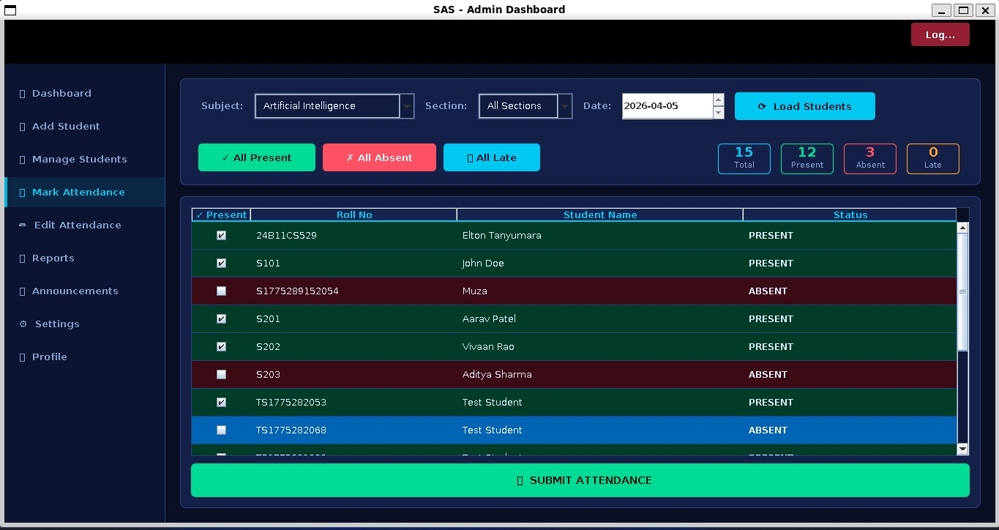 SAS - Admin Dashboard
Log...
Dashboard
Add Student
Manage Students
Mark Attendance
Edit Attendance
Reports
Announcements
Settings
Profile
Subject: Artificial Intelligence Section: All Sections Date: 2026-04-05 ⟳ Load Students
✓ All Present ✗ All Absent All Late
15 Total
12 Present
3 Absent
0 Late
✓ Present Roll No Student Name Status
24B11CS529 Elton Tanyumara PRESENT
S101 John Doe PRESENT
S1775289152054 Muza ABSENT
S201 Aarav Patel PRESENT
S202 Vivaan Rao PRESENT
S203 Aditya Sharma ABSENT
TS1775282053 Test Student PRESENT
TS1775282068 Test Student ABSENT
SUBMIT ATTENDANCE